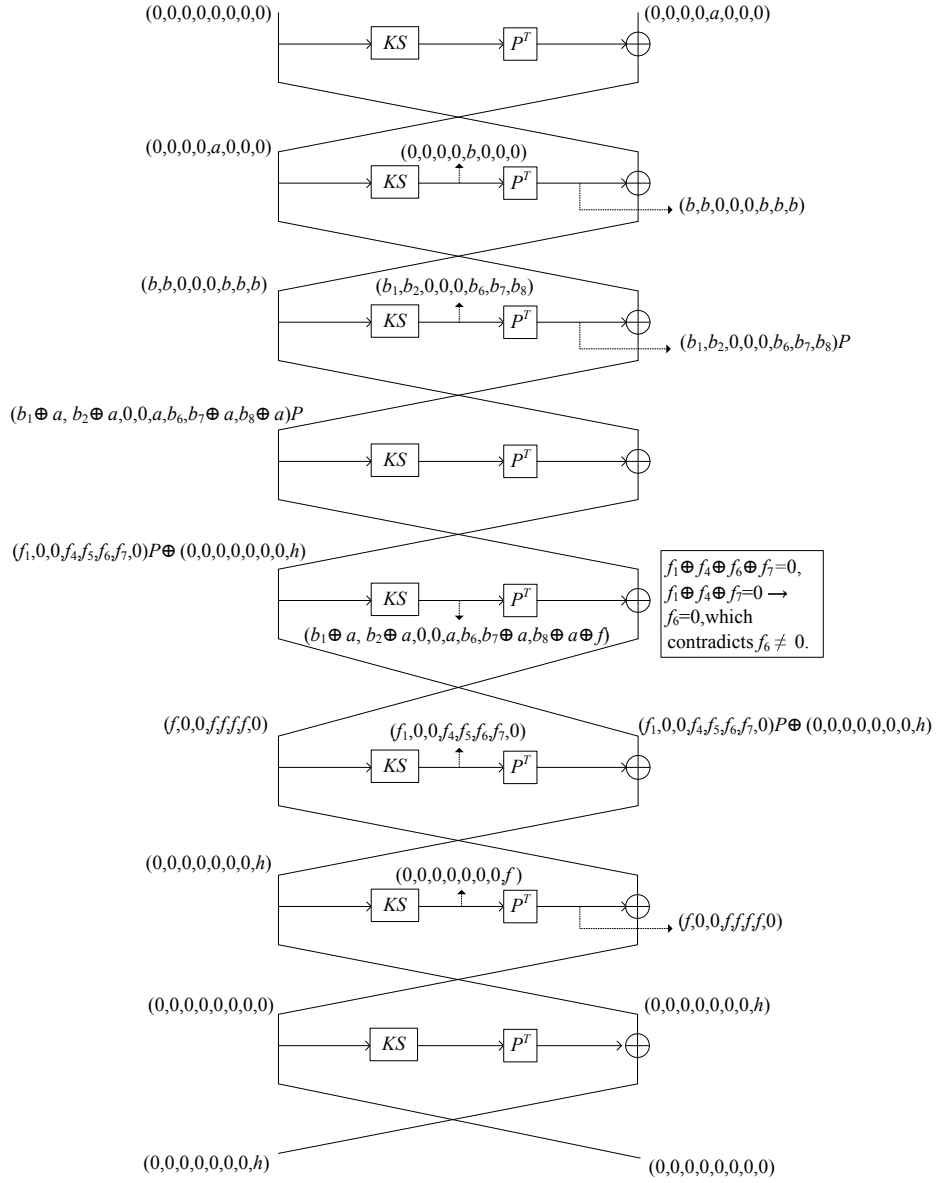 (0,0,0,0,0,0,0,0)
(0,0,0,0,a,0,0,0)
KS
P^T
(0,0,0,0,a,0,0,0)
(0,0,0,0,b,0,0,0)
KS
P^T
(b,b,0,0,0,b,b,b)
(b,b,0,0,0,b,b,b)
(b₁,b₂,0,0,0,b₆,b₇,b₈)
KS
P^T
(b₁,b₂,0,0,0,b₆,b₇,b₈)P
(b₁⊕a, b₂⊕a,0,0,a,b₆,b₇⊕a,b₈⊕a)P
KS
P^T
(f₁,0,0,f₄,f₅,f₆,f₇,0)P⊕(0,0,0,0,0,0,0,h)
KS
P^T
(b₁⊕a, b₂⊕a,0,0,a,b₆,b₇⊕a,b₈⊕a⊕f)
f₁⊕f₄⊕f₆⊕f₇=0,
f₁⊕f₄⊕f₇=0 →
f₆=0,which
contradicts f₆ ≠ 0.
(f,0,0,f,f,f,f,0)
(f₁,0,0,f₄,f₅,f₆,f₇,0)
(f₁,0,0,f₄,f₅,f₆,f₇,0)P⊕(0,0,0,0,0,0,0,h)
KS
P^T
(0,0,0,0,0,0,0,h)
(0,0,0,0,0,0,0,f)
KS
P^T
(f,0,0,f,f,f,f,0)
(0,0,0,0,0,0,0,0)
(0,0,0,0,0,0,0,h)
KS
P^T
(0,0,0,0,0,0,0,h)
(0,0,0,0,0,0,0,0)